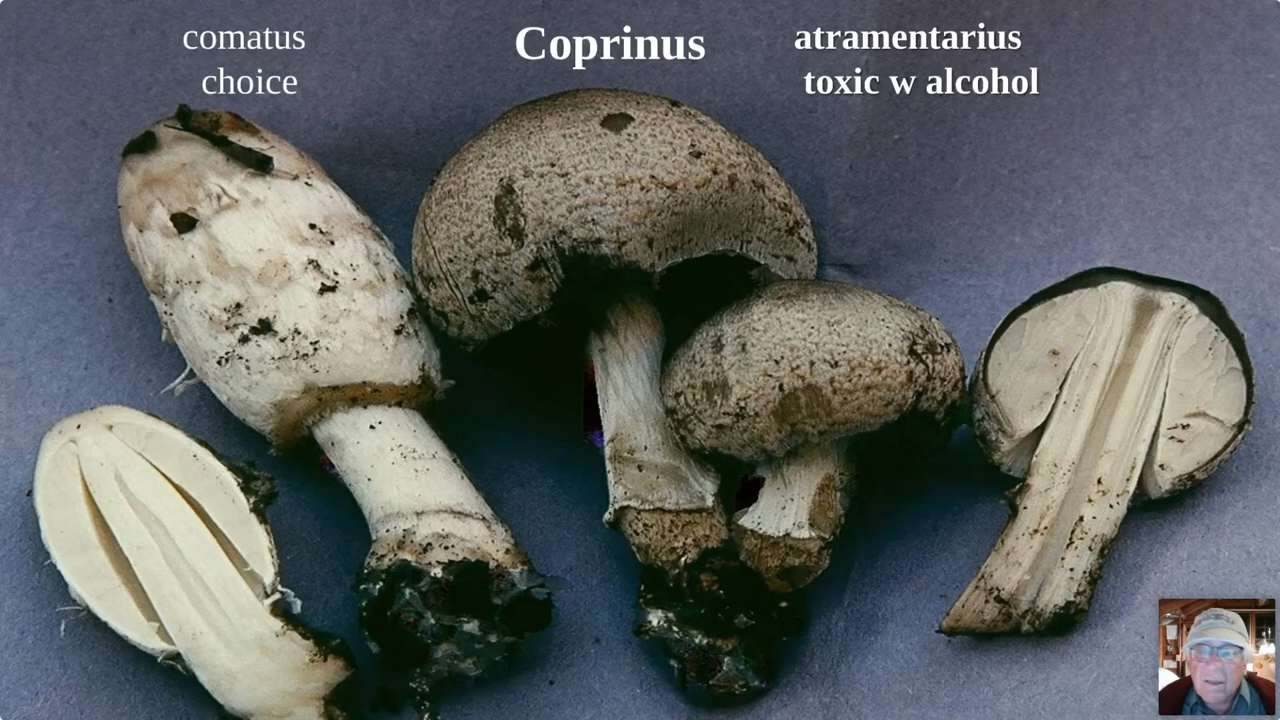 comatus
choice
Coprinus
atramentarius
toxic w alcohol